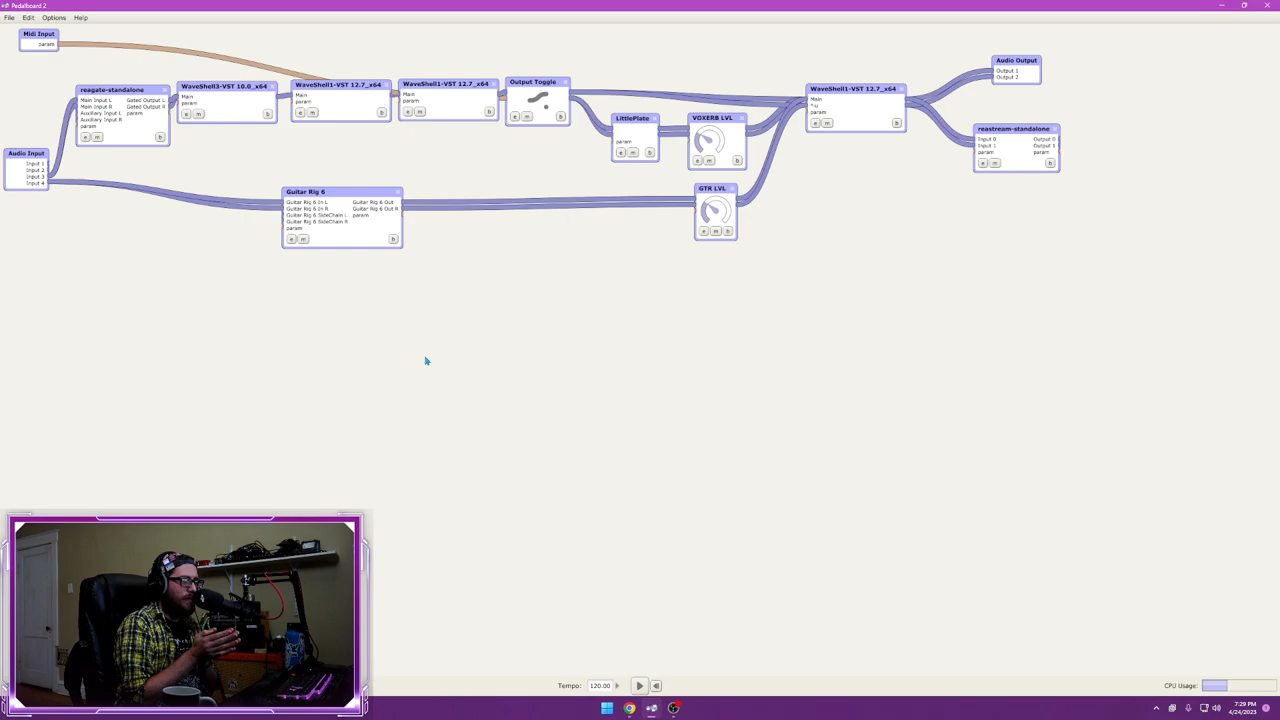 Pedalboard 2
File Edit Options Help
Midi Input
param
reagate-standalone
Main Input L Gated Output L
Main Input R Gated Output R
Auxiliary Input L param
Auxiliary Input R
param
e m b
WaveShell3-VST 10.0_x64
Main
param
e m b
WaveShell1-VST 12.7_x64
Main
param
e m b
WaveShell1-VST 12.7_x64
Main
param
e m b
Output Toggle
e m b
LittlePlate
param
e m b
VOXERB LVL
e m b
WaveShell1-VST 12.7_x64
Main
param
e m b
Audio Output
Output 1
Output 2
reastream-standalone
Input 0 Output 0
Input 1 Output 1
param param
e m b
Audio Input
Input 1
Input 2
Input 3
Input 4
Guitar Rig 6
Guitar Rig 6 In L Guitar Rig 6 Out
Guitar Rig 6 In R Guitar Rig 6 Out R
Guitar Rig 6 SideChain L param
Guitar Rig 6 SideChain R
param
e m b
GTR LVL
e m b
Tempo: 120.00
CPU Usage:
7:29 PM
4/24/2023